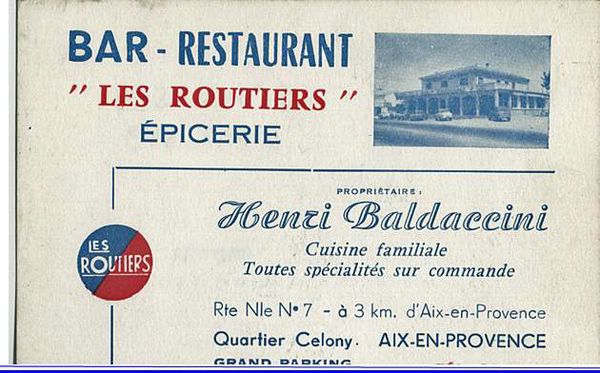 BAR - RESTAURANT
" LES ROUTIERS "
ÉPICERIE
PROPRIÉTAIRE :
Henri Baldaccini
Cuisine familiale
Toutes spécialités sur commande
LES
ROUTIERS
Rte Nle N° 7 - à 3 km. d'Aix-en-Provence
Quartier Celony. AIX-EN-PROVENCE
GRAND PARKING